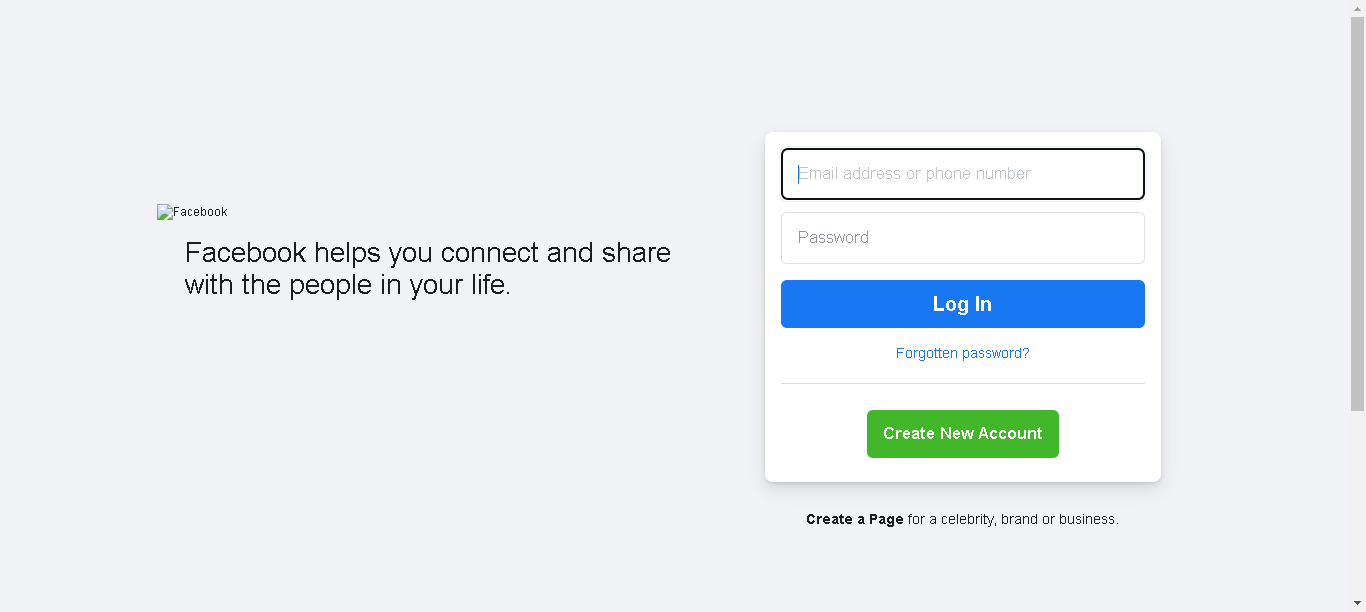 Facebook
Facebook helps you connect and share
with the people in your life.
Email address or phone number
Password
Log In
Forgotten password?
Create New Account
Create a Page for a celebrity, brand or business.